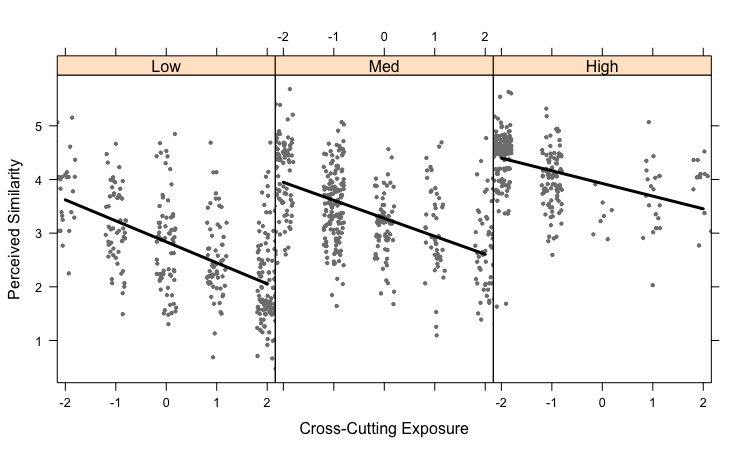 -2 -1 0 1 2
Low Med High
5
4
3
2
1
Perceived Similarity
-2 -1 0 1 2 -2 -1 0 1 2
Cross-Cutting Exposure